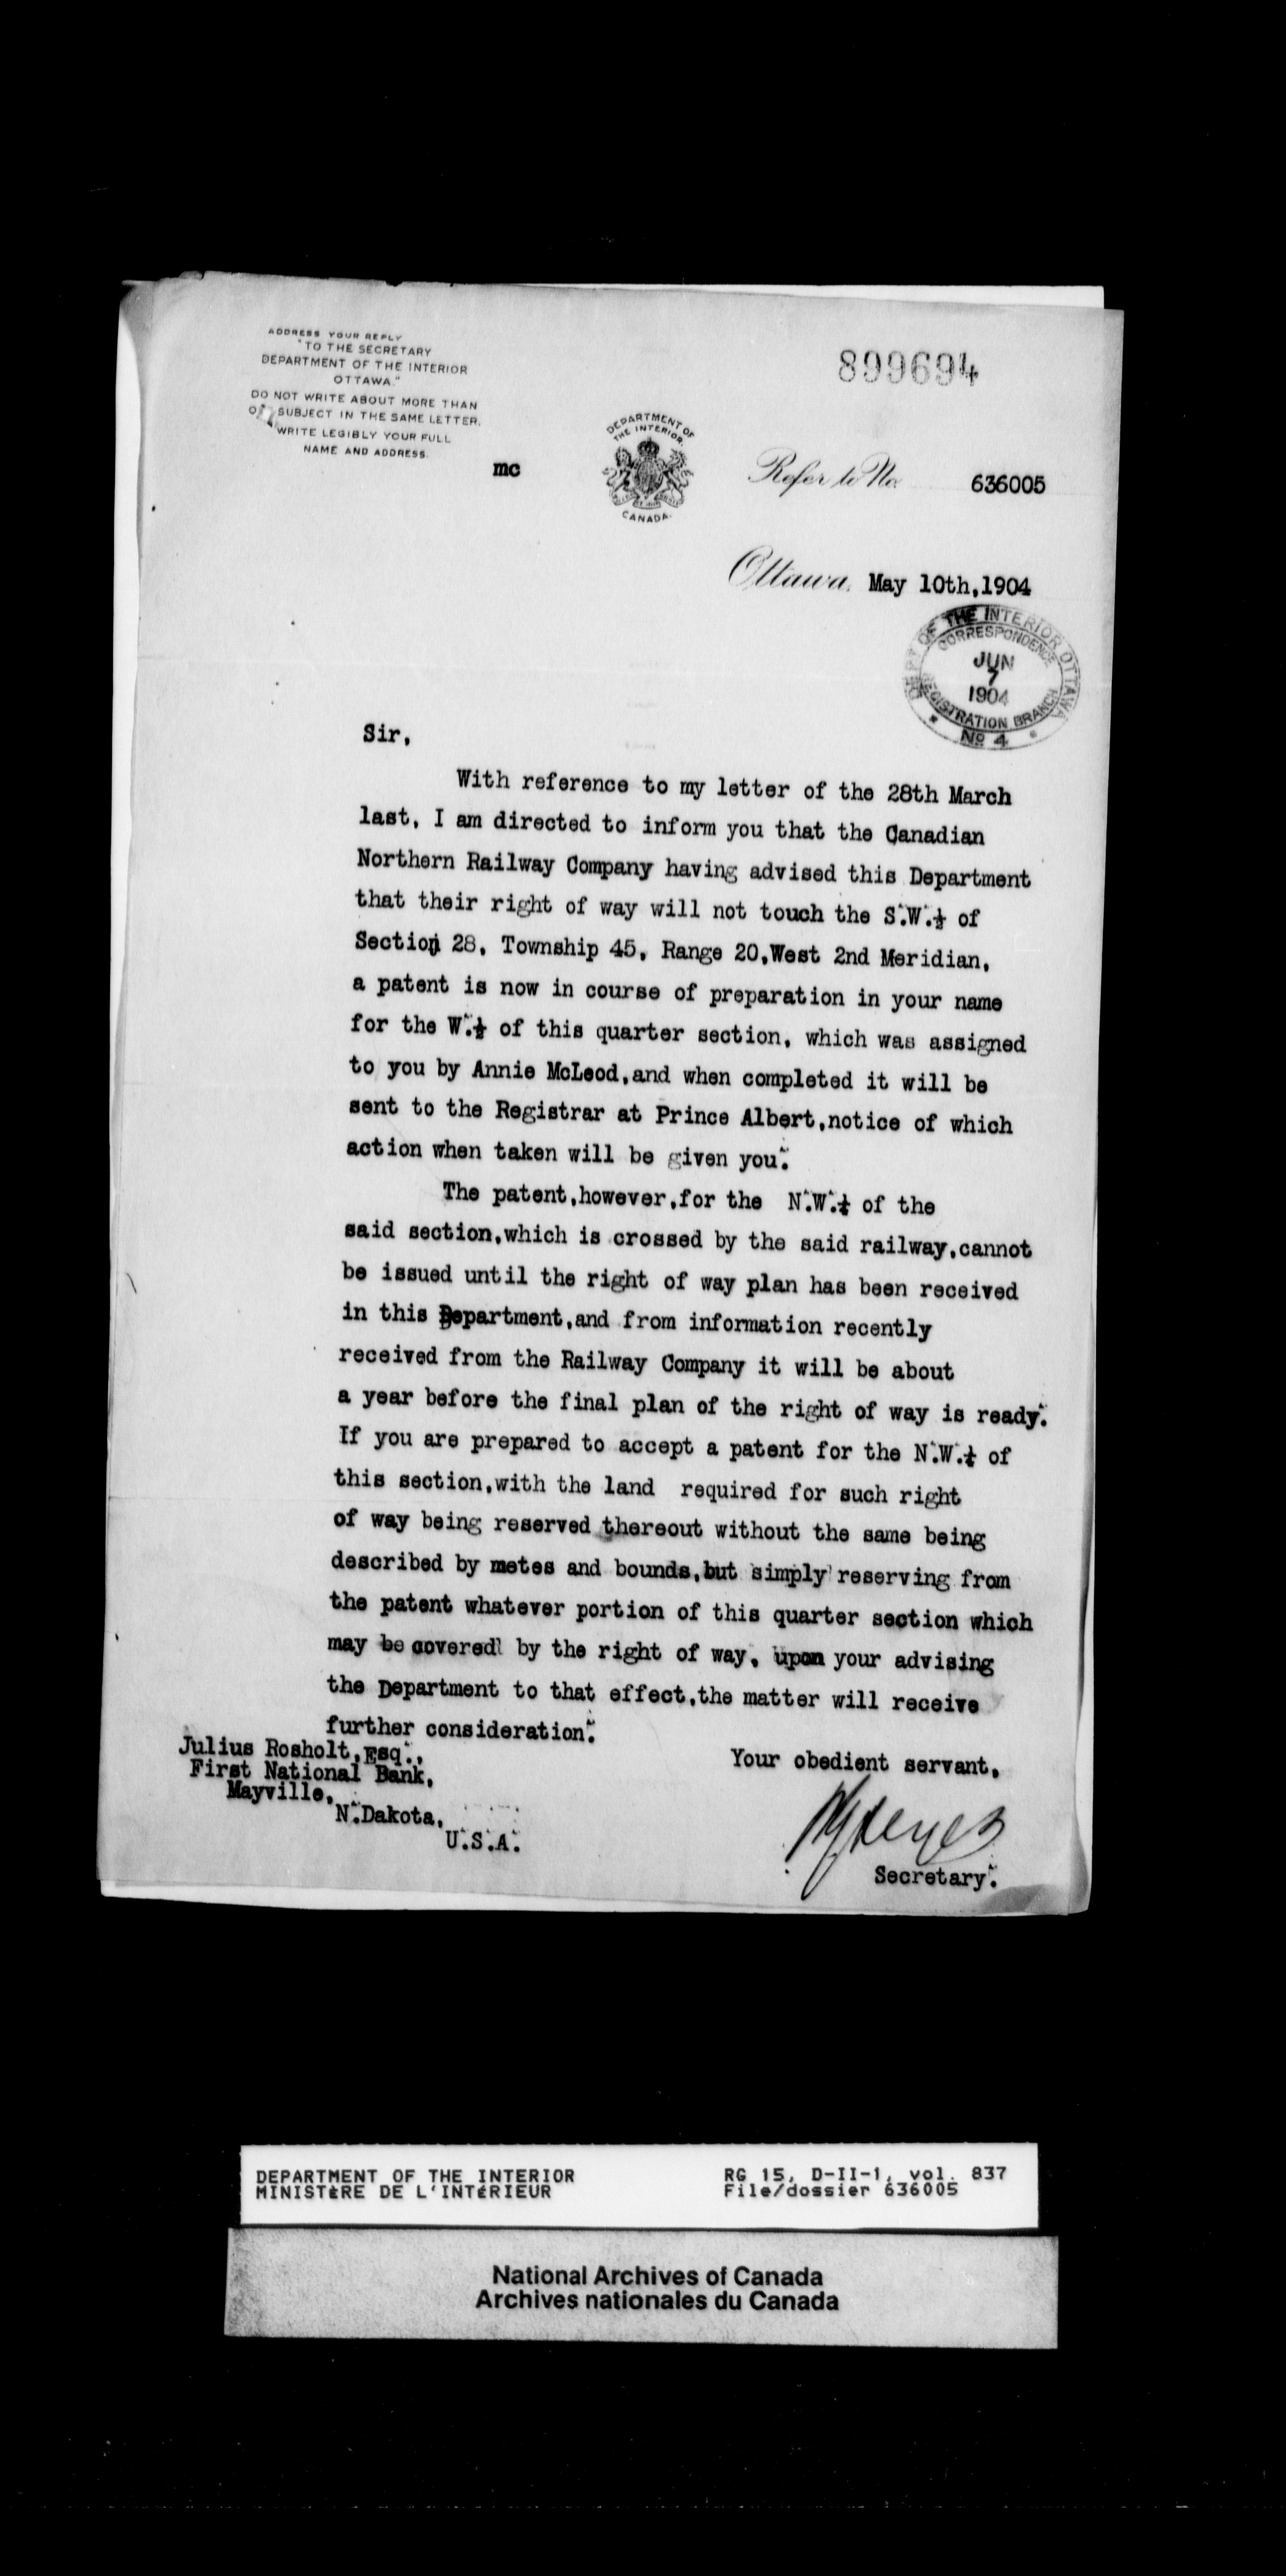 ADDRESS YOUR REPLY
"TO THE SECRETARY
DEPARTMENT OF THE INTERIOR
OTTAWA."
DO NOT WRITE ABOUT MORE THAN
SUBJECT IN THE SAME LETTER.
WRITE LEGIBLY YOUR FULL
NAME AND ADDRESS.
899694
mc
DEPARTMENT OF
THE INTERIOR.
CANADA.
Refer to No. 636005
Ottawa, May 10th, 1904
DEPT OF THE INTERIOR OTTAWA
CORRESPONDENCE
JUN
7
1904
REGISTRATION BRANCH
No 4
Sir,
With reference to my letter of the 28th March
last, I am directed to inform you that the Canadian
Northern Railway Company having advised this Department
that their right of way will not touch the S.W.½ of
Section 28, Township 45, Range 20, West 2nd Meridian,
a patent is now in course of preparation in your name
for the W.½ of this quarter section, which was assigned
to you by Annie McLeod, and when completed it will be
sent to the Registrar at Prince Albert, notice of which
action when taken will be given you.
The patent, however, for the N.W.¼ of the
said section, which is crossed by the said railway, cannot
be issued until the right of way plan has been received
in this Department, and from information recently
received from the Railway Company it will be about
a year before the final plan of the right of way is ready.
If you are prepared to accept a patent for the N.W.¼ of
this section, with the land required for such right
of way being reserved thereout without the same being
described by metes and bounds, but simply reserving from
the patent whatever portion of this quarter section which
may be covered by the right of way, upon your advising
the Department to that effect, the matter will receive
further consideration.
Julius Rosholt, Esq.,
First National Bank,
Mayville,
N.Dakota,
U.S.A.
Your obedient servant,
Secretary.
DEPARTMENT OF THE INTERIOR
MINISTÈRE DE L'INTÉRIEUR
RG 15, D-II-1, vol. 837
File/dossier 636005
National Archives of Canada
Archives nationales du Canada